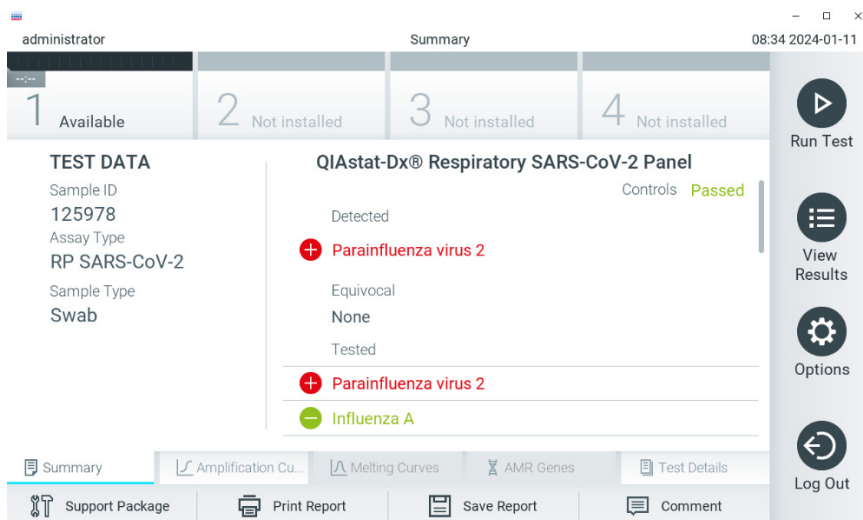 administrator
Summary
08:34 2024-01-11
--:--
1 Available
2 Not installed
3 Not installed
4 Not installed
Run Test
TEST DATA
Sample ID
125978
Assay Type
RP SARS-CoV-2
Sample Type
Swab
QIAstat-Dx® Respiratory SARS-CoV-2 Panel
Controls Passed
Detected
Parainfluenza virus 2
Equivocal
None
Tested
Parainfluenza virus 2
Influenza A
View
Results
Options
Log Out
Summary
Amplification Cu...
Melting Curves
AMR Genes
Test Details
Support Package
Print Report
Save Report
Comment